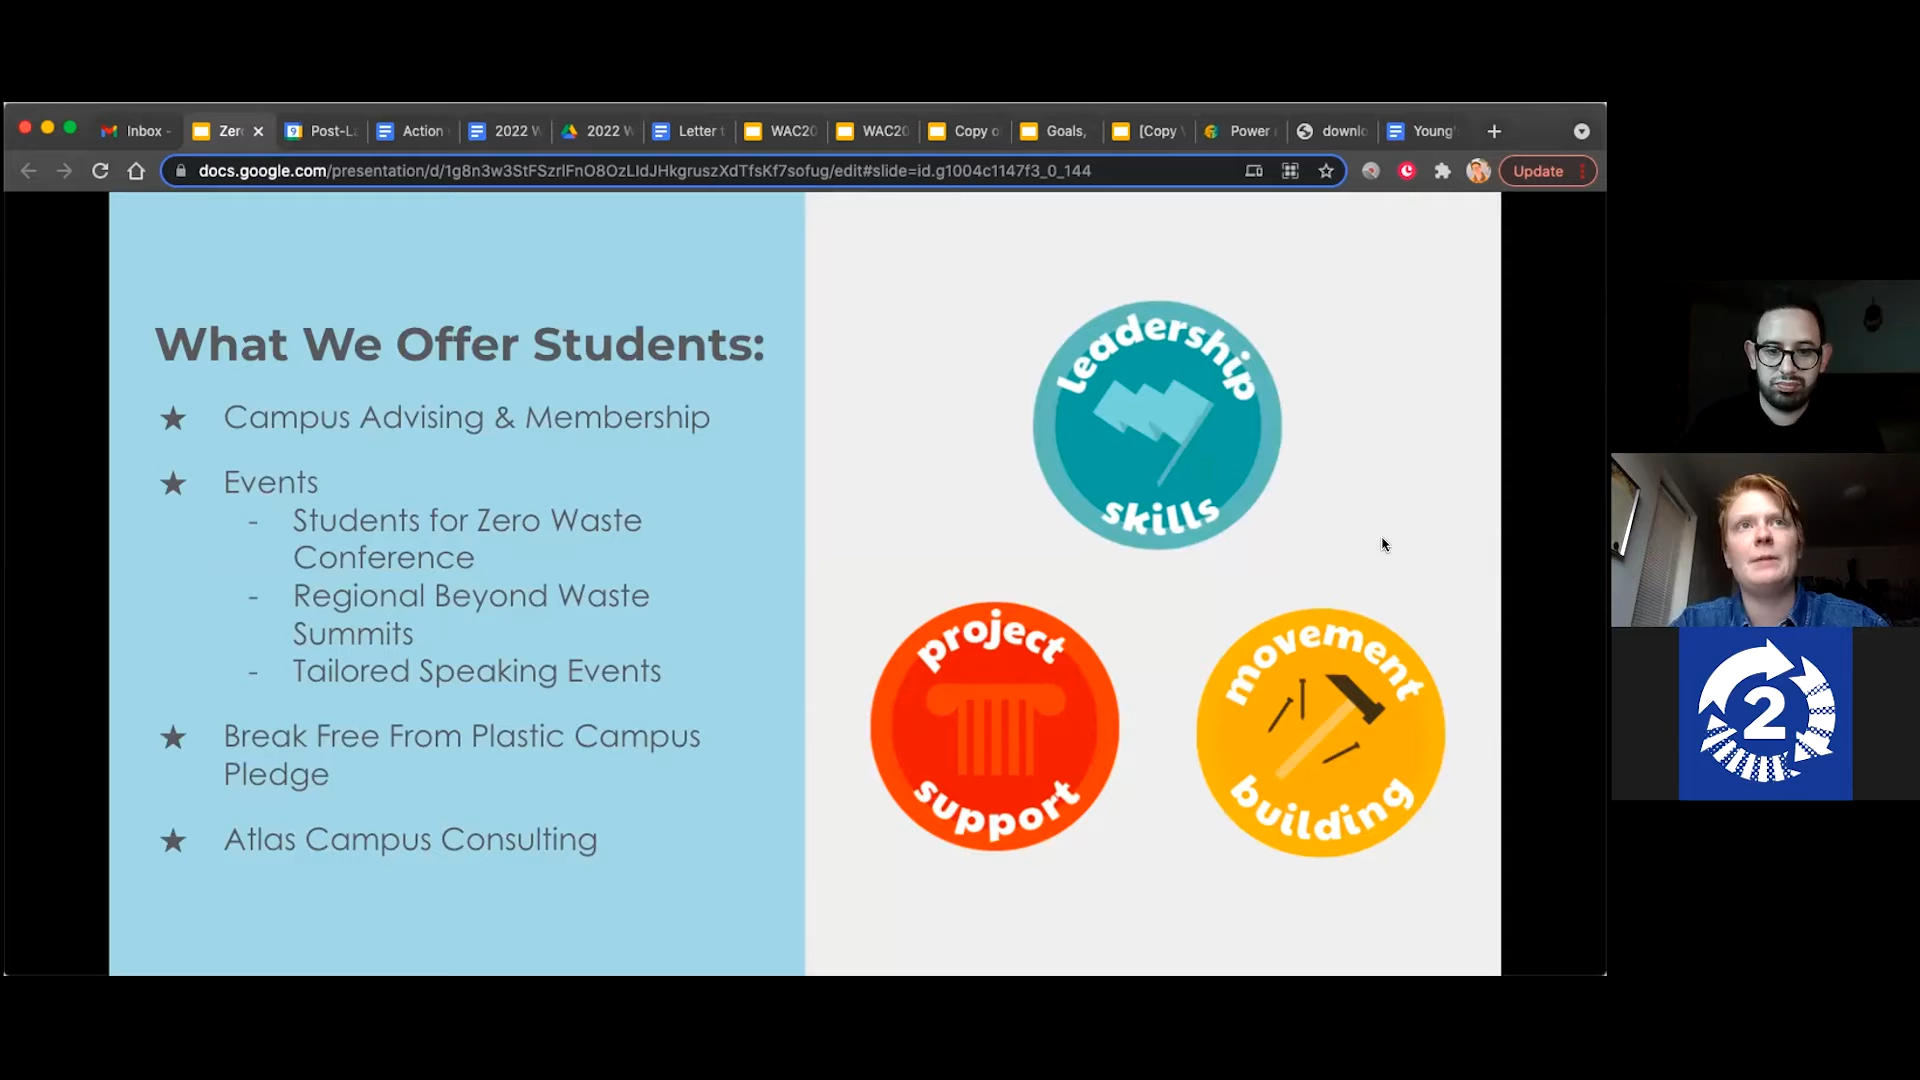 Inbox -
Zero
Post-La
Action
2022 W
2022 W
Letter t
WAC20
WAC20
Copy o
Goals,
[Copy
Power
downlo
Young'
docs.google.com/presentation/d/1g8n3w3StFSzrlFnO8OzLIdJHkgruszXdTfsKf7sofug/edit#slide=id.g1004c1147f3_0_144
Update
What We Offer Students:
★ Campus Advising & Membership
★ Events
- Students for Zero Waste
Conference
- Regional Beyond Waste
Summits
- Tailored Speaking Events
★ Break Free From Plastic Campus
Pledge
★ Atlas Campus Consulting
leadership
skills
project
support
movement
building
2